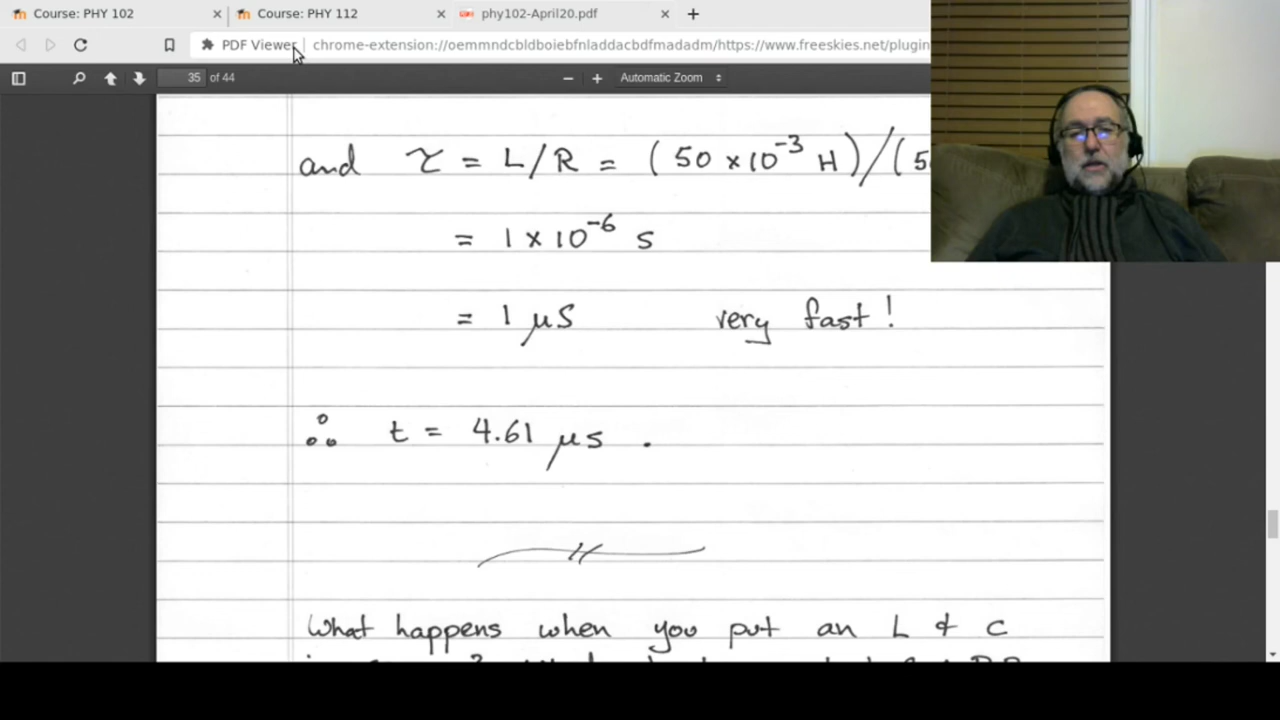 Course: PHY 102
Course: PHY 112
phy102-April20.pdf
PDF Viewer
chrome-extension://oemmndcbldboiebfnladdacbdfmadadm/https://www.freeskies.net/plugin
35 of 44
Automatic Zoom
and τ = L/R = (50 × 10⁻³ H)/(5
= 1 × 10⁻⁶ s
= 1 μs very fast!
∴ t = 4.61 μs.
What happens when you put an L & C